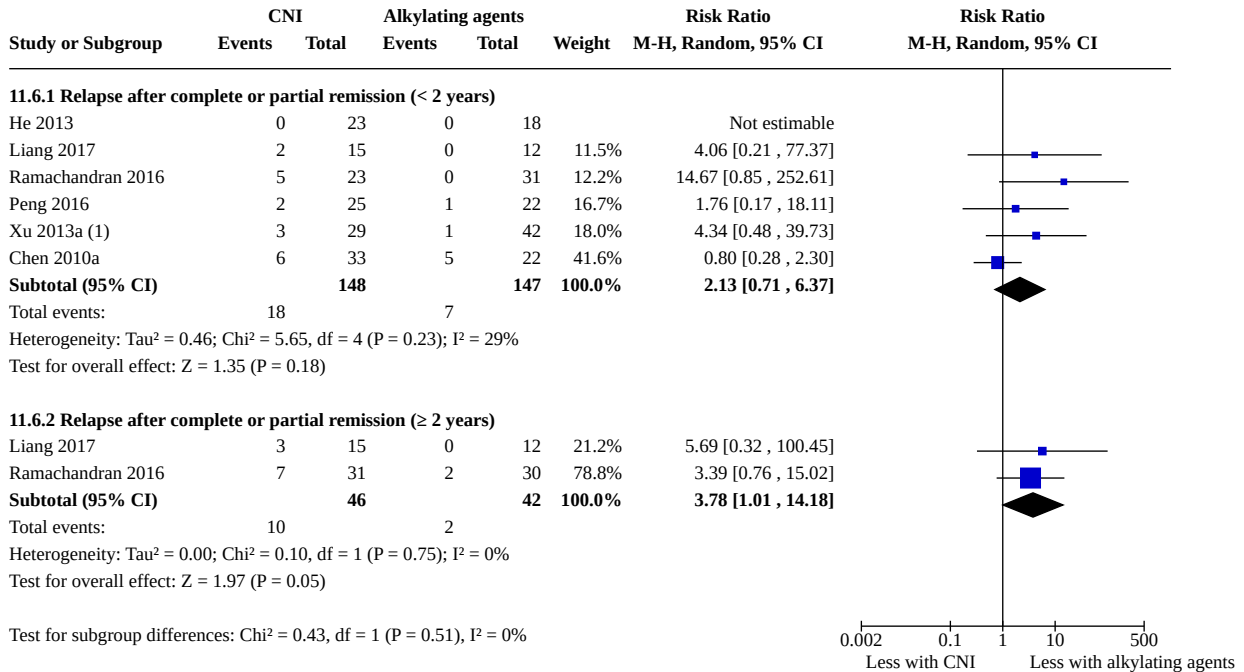 CNI Alkylating agents Risk Ratio Risk Ratio
Study or Subgroup Events Total Events Total Weight M-H, Random, 95% CI M-H, Random, 95% CI
11.6.1 Relapse after complete or partial remission (< 2 years)
He 2013 0 23 0 18 Not estimable
Liang 2017 2 15 0 12 11.5% 4.06 [0.21 , 77.37]
Ramachandran 2016 5 23 0 31 12.2% 14.67 [0.85 , 252.61]
Peng 2016 2 25 1 22 16.7% 1.76 [0.17 , 18.11]
Xu 2013a (1) 3 29 1 42 18.0% 4.34 [0.48 , 39.73]
Chen 2010a 6 33 5 22 41.6% 0.80 [0.28 , 2.30]
Subtotal (95% CI) 148 147 100.0% 2.13 [0.71 , 6.37]
Total events: 18 7
Heterogeneity: Tau² = 0.46; Chi² = 5.65, df = 4 (P = 0.23); I² = 29%
Test for overall effect: Z = 1.35 (P = 0.18)
11.6.2 Relapse after complete or partial remission (≥ 2 years)
Liang 2017 3 15 0 12 21.2% 5.69 [0.32 , 100.45]
Ramachandran 2016 7 31 2 30 78.8% 3.39 [0.76 , 15.02]
Subtotal (95% CI) 46 42 100.0% 3.78 [1.01 , 14.18]
Total events: 10 2
Heterogeneity: Tau² = 0.00; Chi² = 0.10, df = 1 (P = 0.75); I² = 0%
Test for overall effect: Z = 1.97 (P = 0.05)
Test for subgroup differences: Chi² = 0.43, df = 1 (P = 0.51), I² = 0%
0.002 0.1 1 10 500
Less with CNI Less with alkylating agents